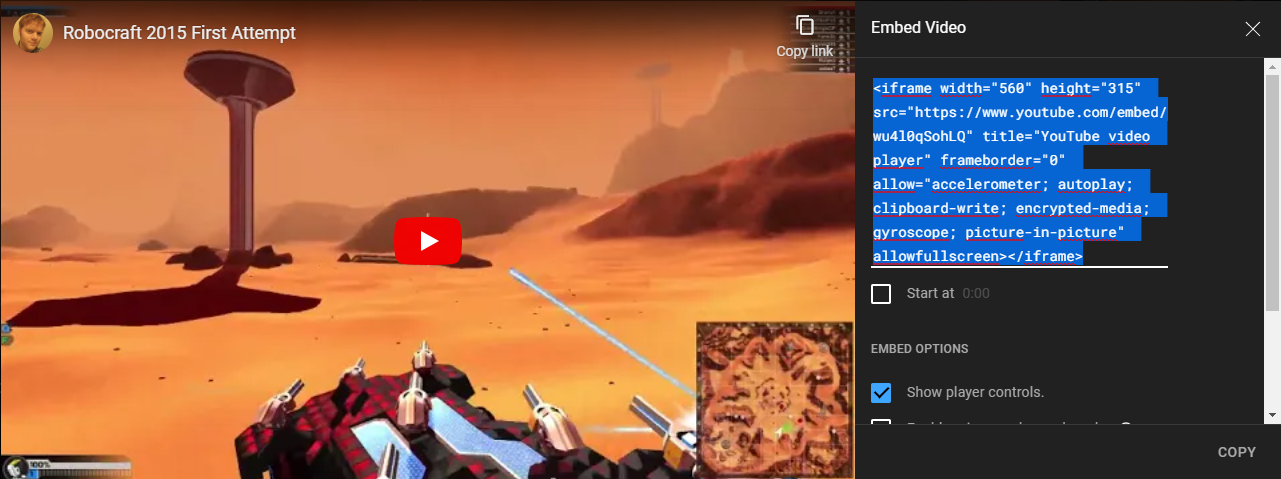 Robocraft 2015 First Attempt
Copy link
Embed Video
<iframe width="560" height="315"
src="https://www.youtube.com/embed/
wu4l0qSohLQ" title="YouTube video
player" frameborder="0"
allow="accelerometer; autoplay;
clipboard-write; encrypted-media;
gyroscope; picture-in-picture"
allowfullscreen></iframe>
Start at 0:00
EMBED OPTIONS
Show player controls.
COPY
100%